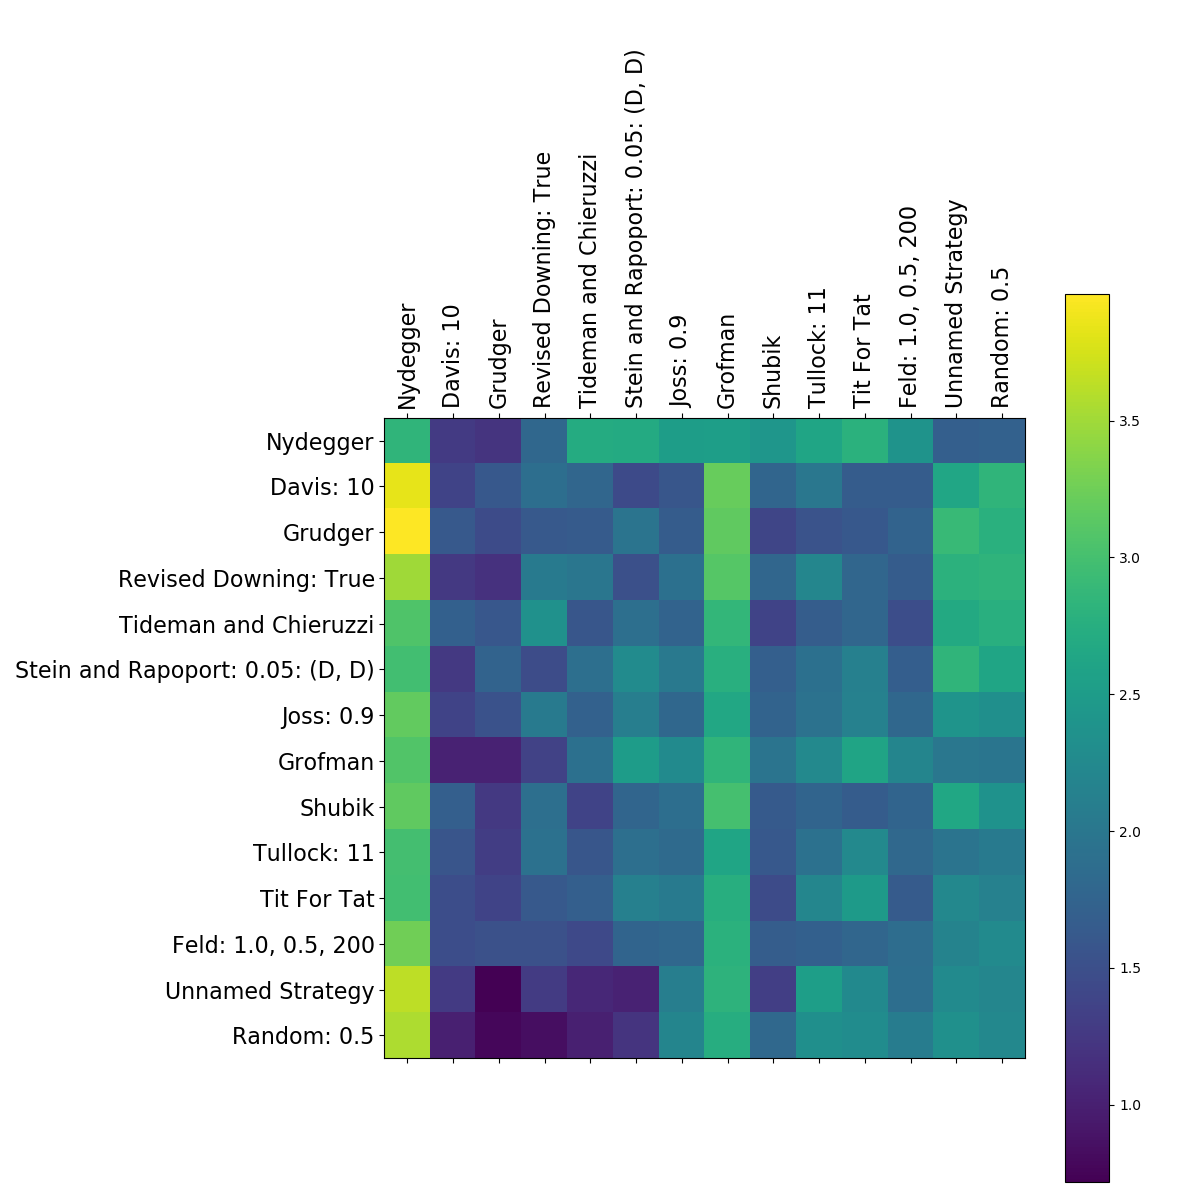 Nydegger
Davis: 10
Grudger
Revised Downing: True
Tideman and Chieruzzi
Stein and Rapoport: 0.05: (D, D)
Joss: 0.9
Grofman
Shubik
Tullock: 11
Tit For Tat
Feld: 1.0, 0.5, 200
Unnamed Strategy
Random: 0.5
Nydegger
Davis: 10
Grudger
Revised Downing: True
Tideman and Chieruzzi
Stein and Rapoport: 0.05: (D, D)
Joss: 0.9
Grofman
Shubik
Tullock: 11
Tit For Tat
Feld: 1.0, 0.5, 200
Unnamed Strategy
Random: 0.5
3.5
3.0
2.5
2.0
1.5
1.0